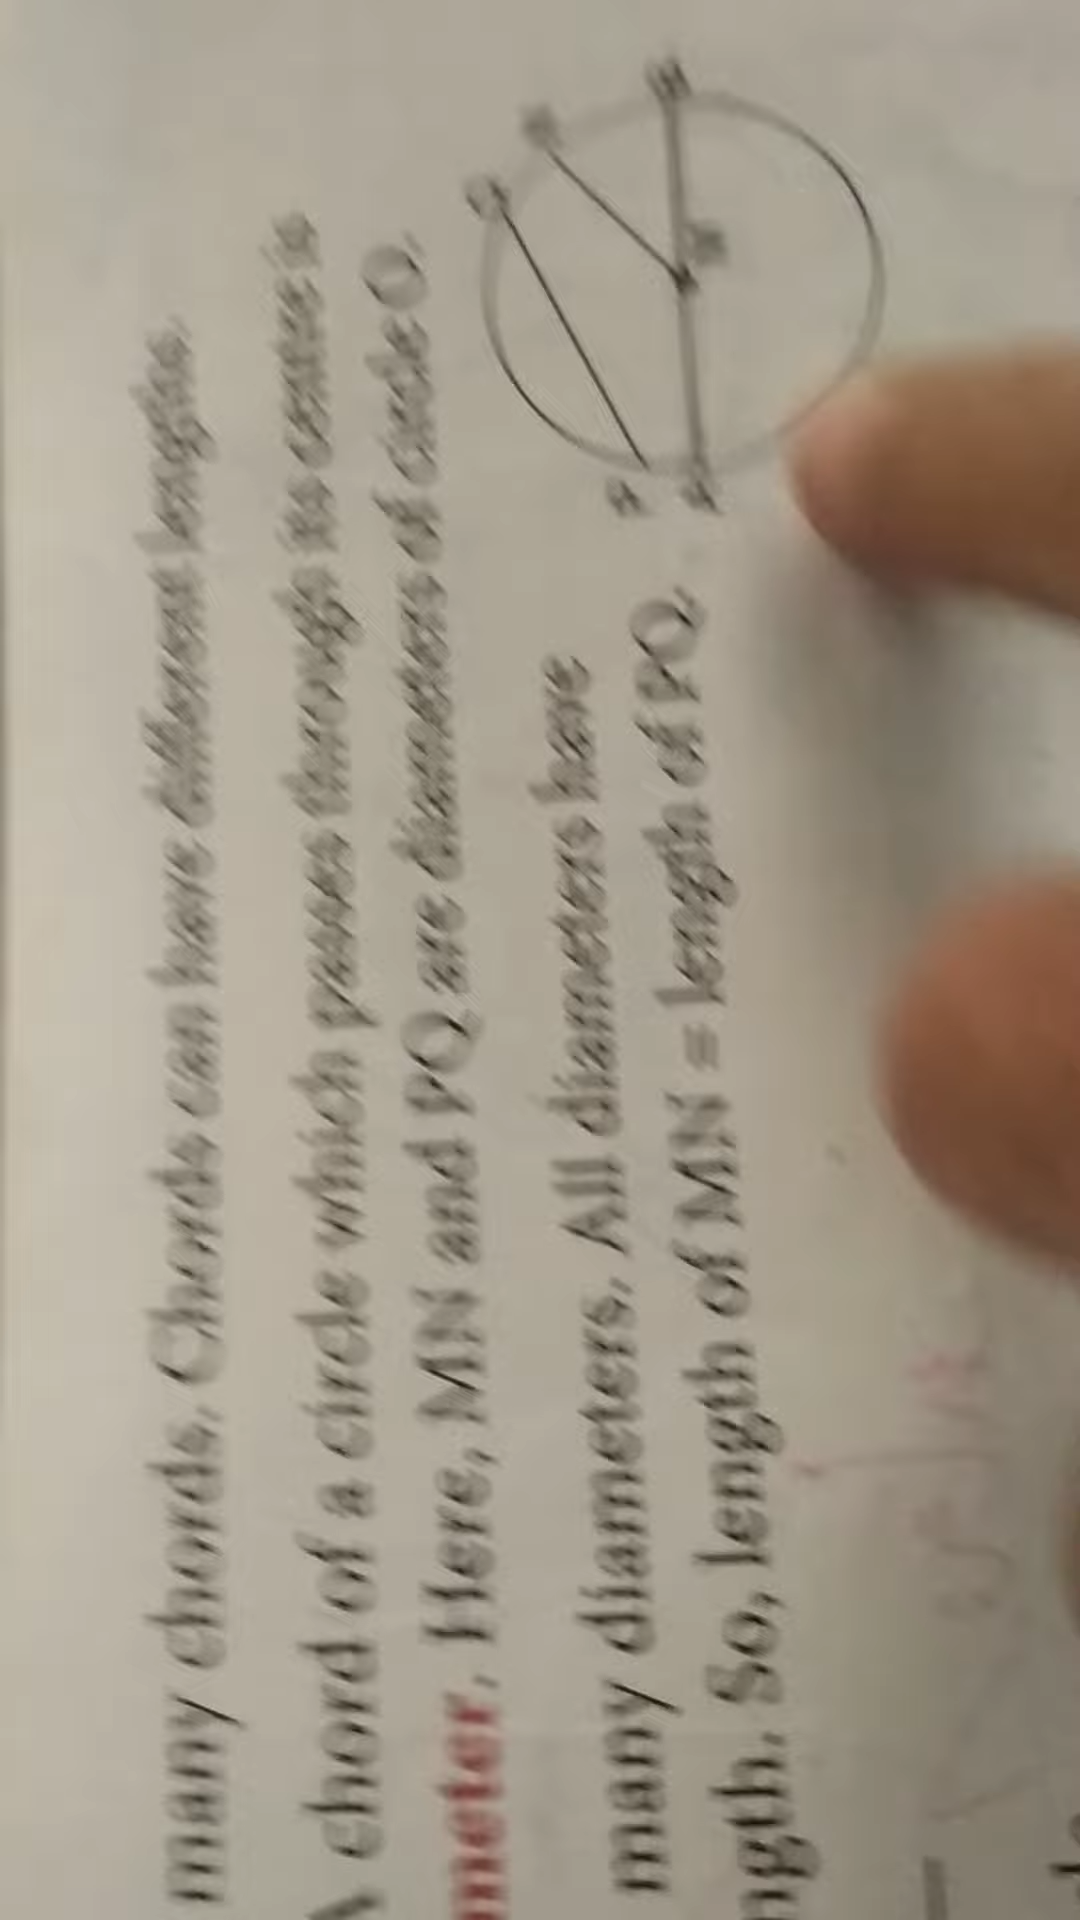 many chords. Chords can have different lengths.
A chord of a circle which passes through its centre is
meter. Here, MN and PQ are diameters of circle O.
many diameters. All diameters have
ngth. So, length of MN = length of PQ.